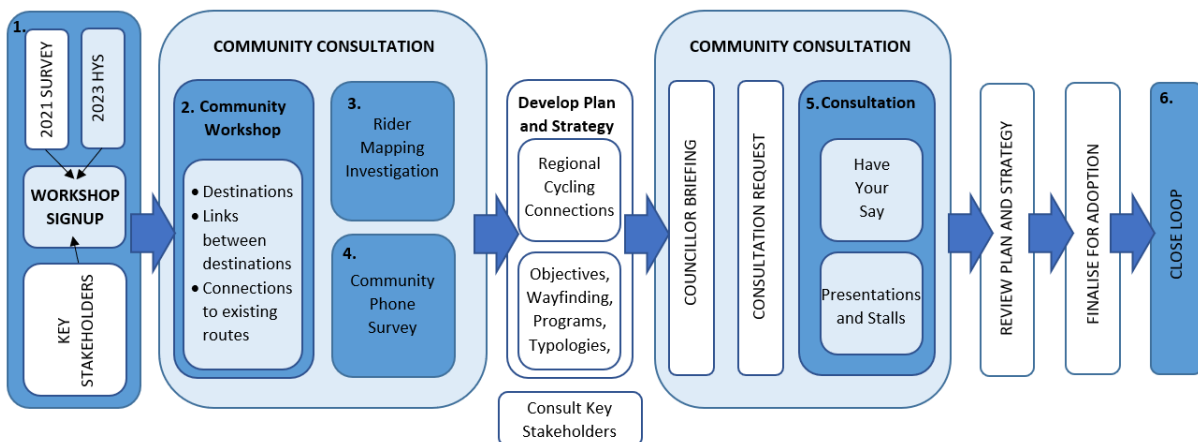 1.
2021 SURVEY
2023 HYS
WORKSHOP
SIGNUP
KEY
STAKEHOLDERS
COMMUNITY CONSULTATION
2. Community
Workshop
• Destinations
• Links
between
destinations
• Connections
to existing
routes
3.
Rider
Mapping
Investigation
4.
Community
Phone
Survey
Develop Plan
and Strategy
Regional
Cycling
Connections
Objectives,
Wayfinding,
Programs,
Typologies,
Consult Key
Stakeholders
COMMUNITY CONSULTATION
COUNCILLOR BRIEFING
CONSULTATION REQUEST
5. Consultation
Have
Your
Say
Presentations
and Stalls
REVIEW PLAN AND STRATEGY
FINALISE FOR ADOPTION
6.
CLOSE LOOP